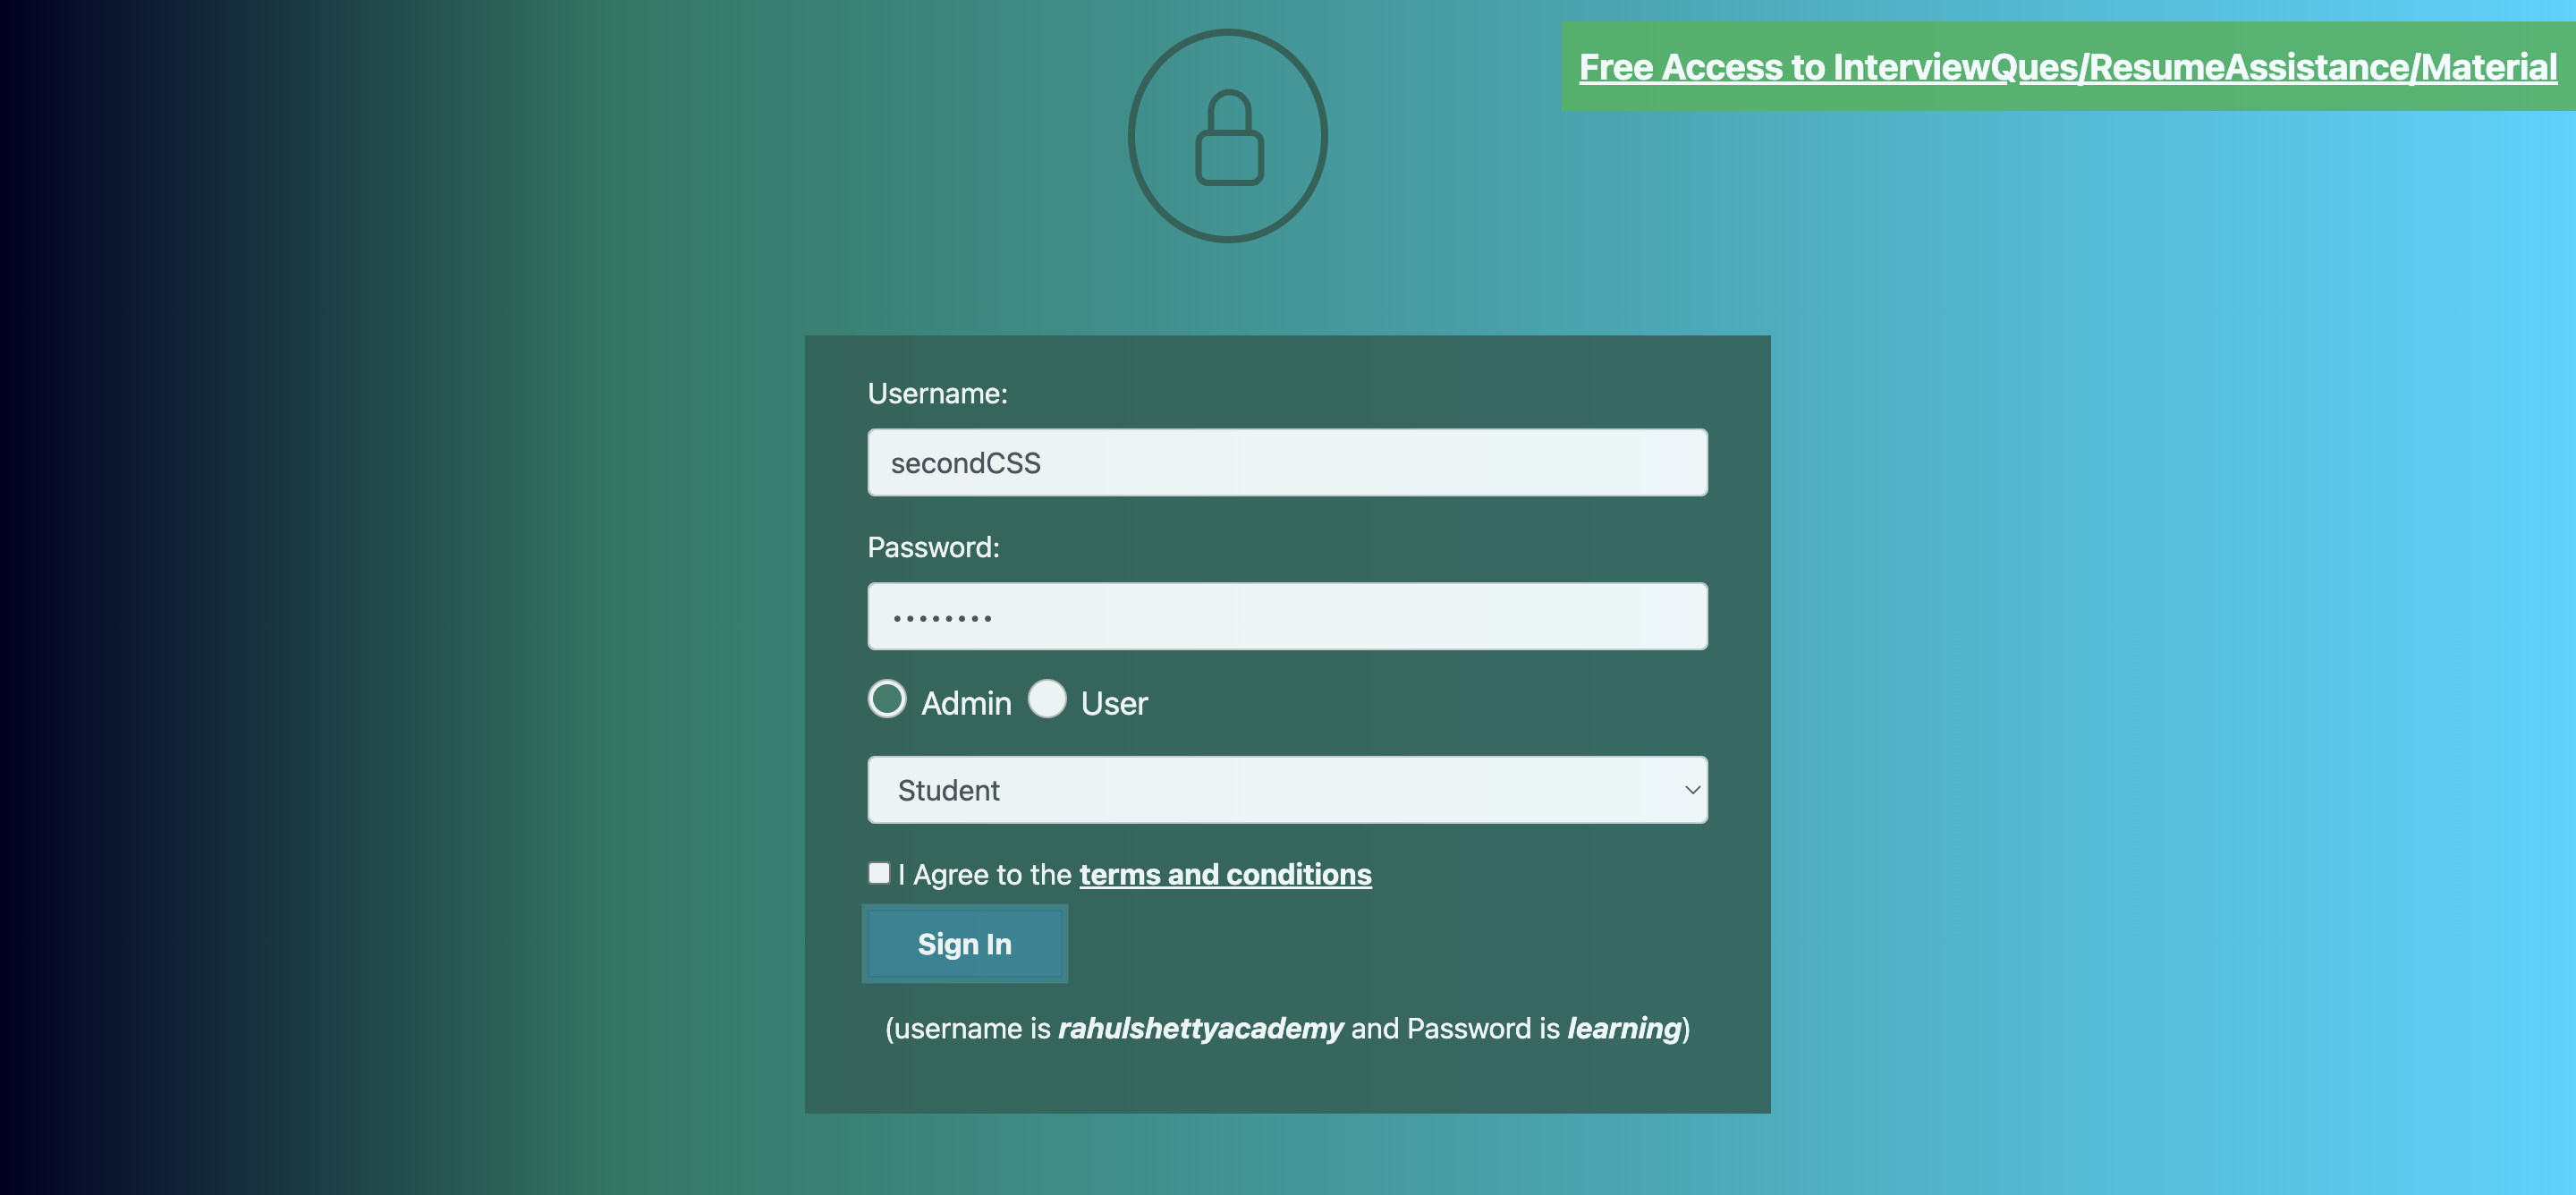 Free Access to InterviewQues/ResumeAssistance/Material
Username:
secondCSS
Password:
••••••••
Admin User
Student
I Agree to the terms and conditions
Sign In
(username is rahulshettyacademy and Password is learning)